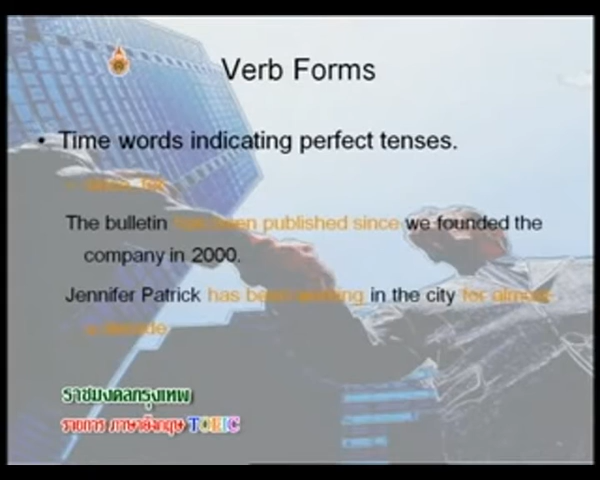 Verb Forms
• Time words indicating perfect tenses.
- since, for
The bulletin has been published since we founded the
company in 2000.
Jennifer Patrick has been working in the city for almost
a decade.
ราชมงคลกรุงเทพ
รายการ ภาษาอังกฤษ TOEIC